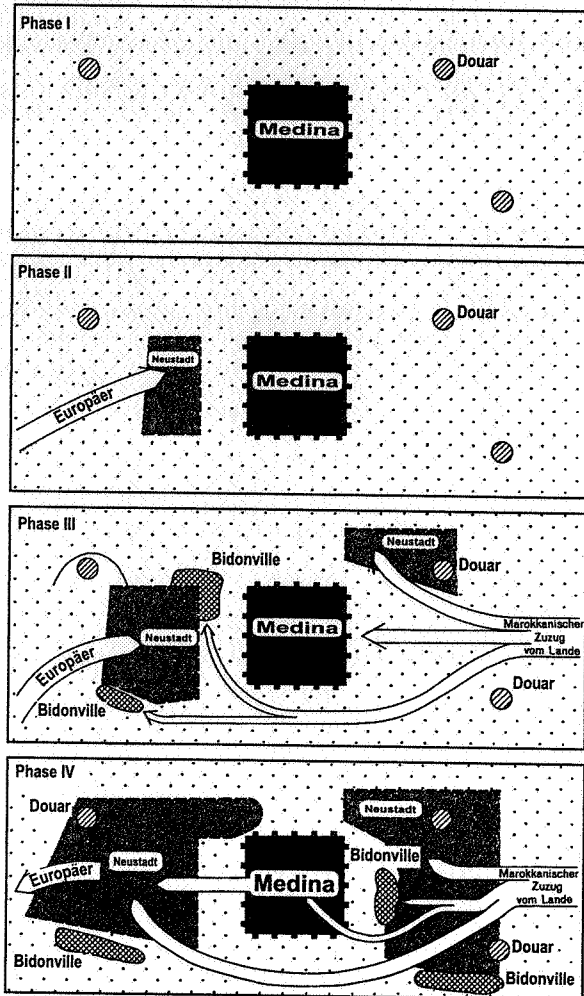 Phase I
Douar
Medina
Phase II
Douar
Neustadt
Medina
Europäer
Phase III
Bidonville
Neustadt
Douar
Medina
Marokkanischer
Zuzug
vom Lande
Neustadt
Europäer
Douar
Bidonville
Phase IV
Douar
Neustadt
Bidonville
Neustadt
Europäer
Medina
Marokkanischer
Zuzug
vom Lande
Douar
Bidonville
Bidonville